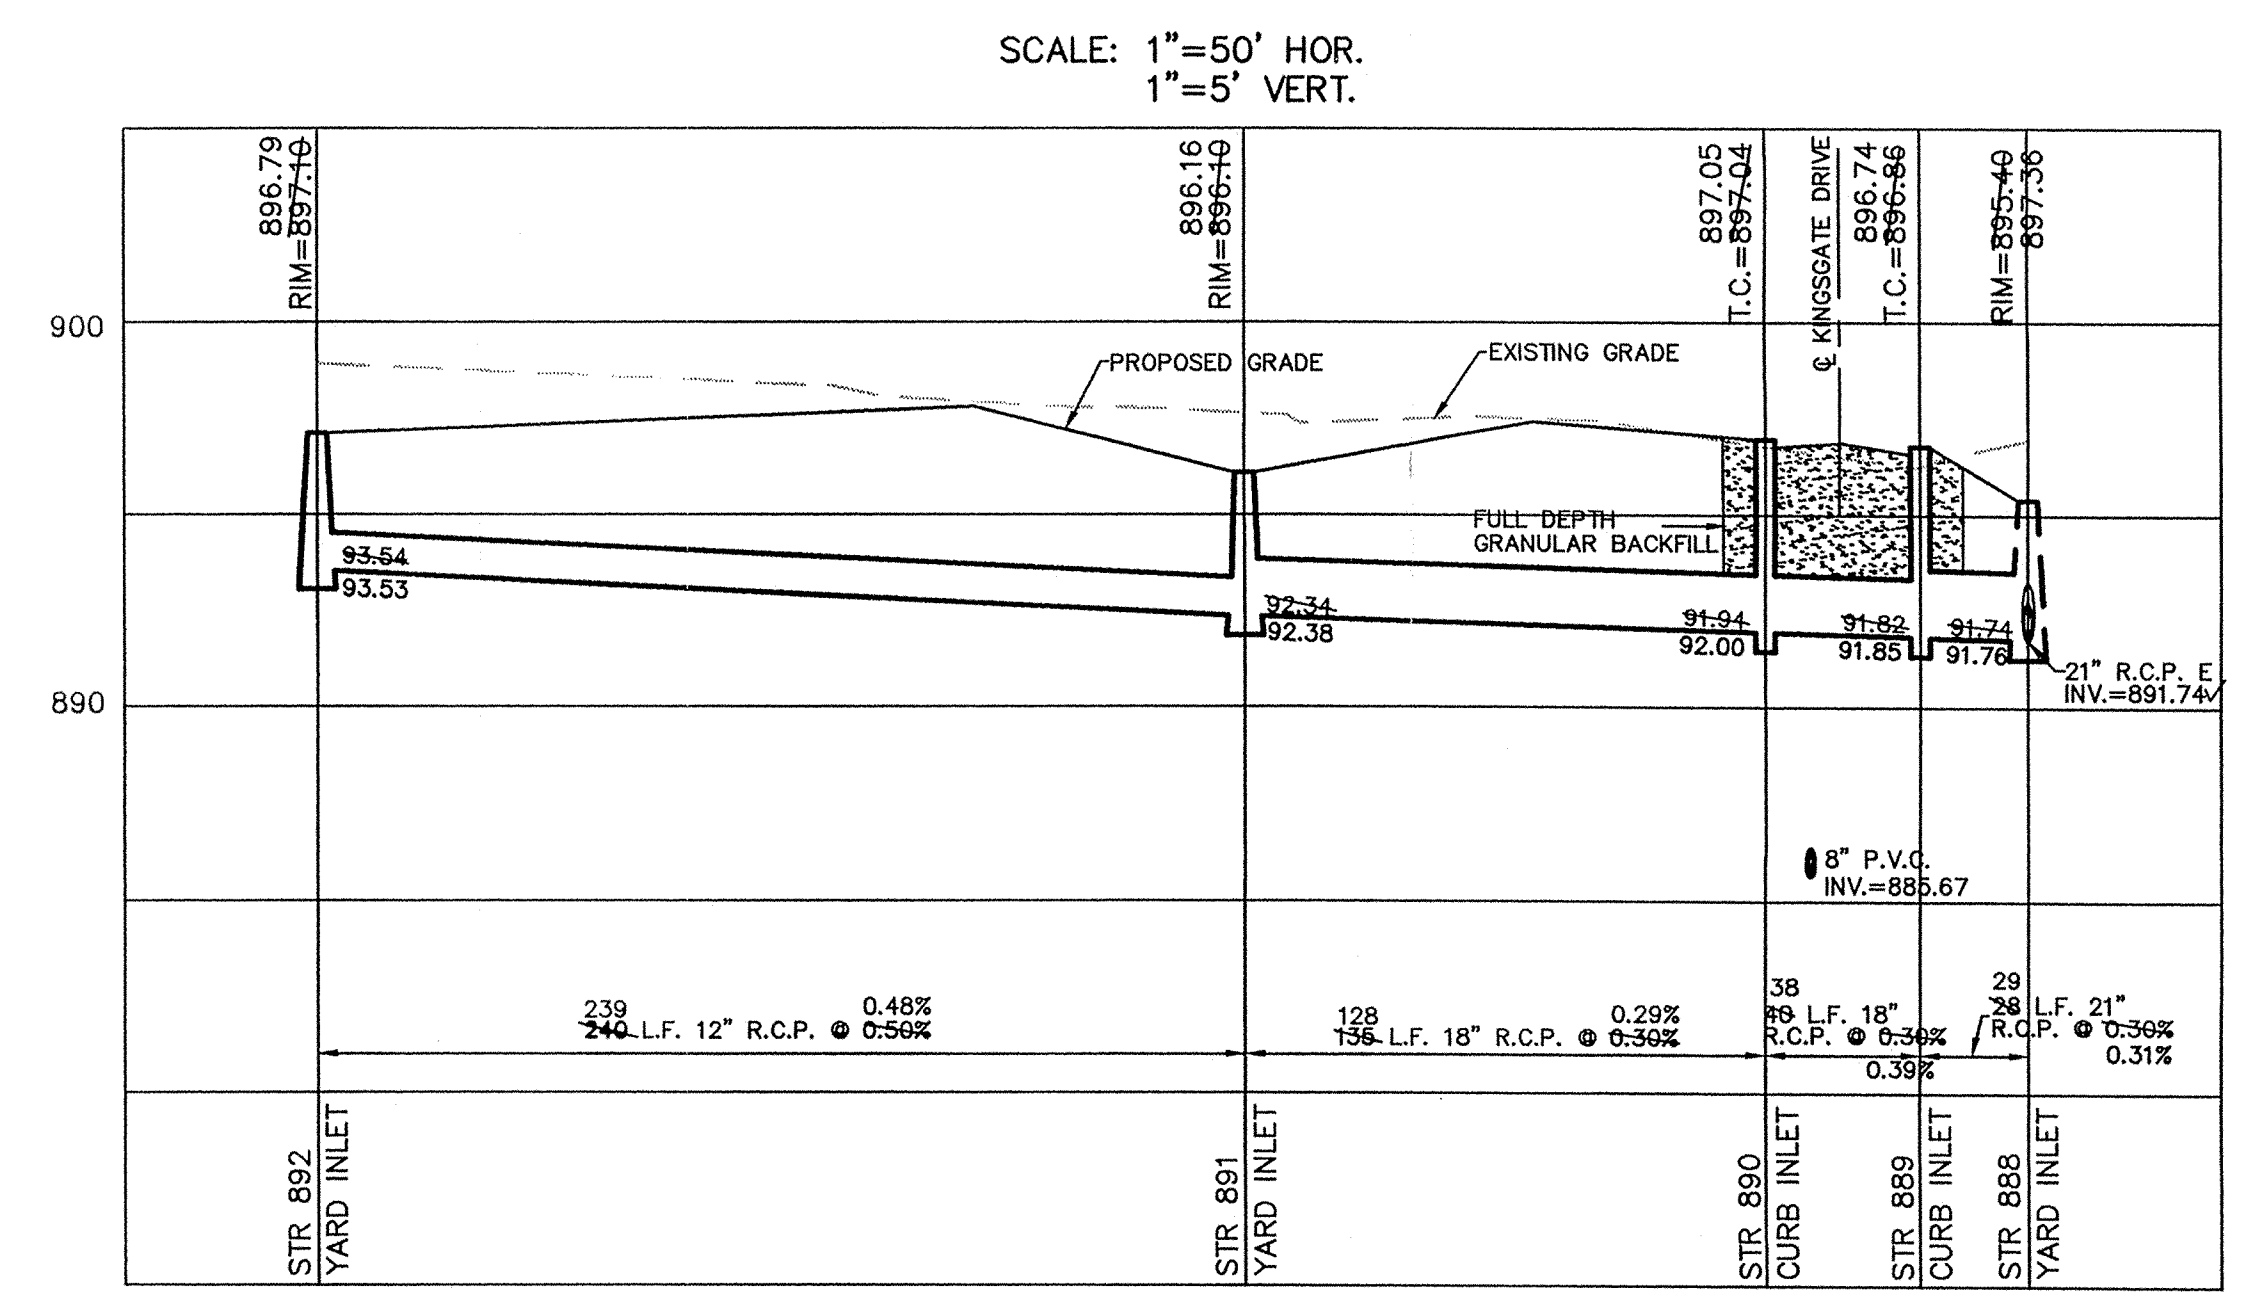 SCALE: 1"=50' HOR.
1"=5' VERT.
896.79
RIM=897.10
896.16
RIM=896.10
897.05
T.C.=897.04
℄ KINGSGATE DRIVE
896.74
T.C.=896.86
RIM=895.40
897.36
900
PROPOSED GRADE
EXISTING GRADE
FULL DEPTH
GRANULAR BACKFILL
93.54
93.53
92.34
92.38
91.94
92.00
91.82
91.85
91.74
91.76
21" R.C.P. E
INV.=891.74✓
890
8" P.V.C.
INV.=885.67
239 0.48%
240 L.F. 12" R.C.P. @ 0.50%
128 0.29%
135 L.F. 18" R.C.P. @ 0.30%
38
40 L.F. 18"
R.C.P. @ 0.30%
0.39%
29
28 L.F. 21"
R.C.P. @ 0.30%
0.31%
STR 892
YARD INLET
STR 891
YARD INLET
STR 890
CURB INLET
STR 889
CURB INLET
STR 888
YARD INLET